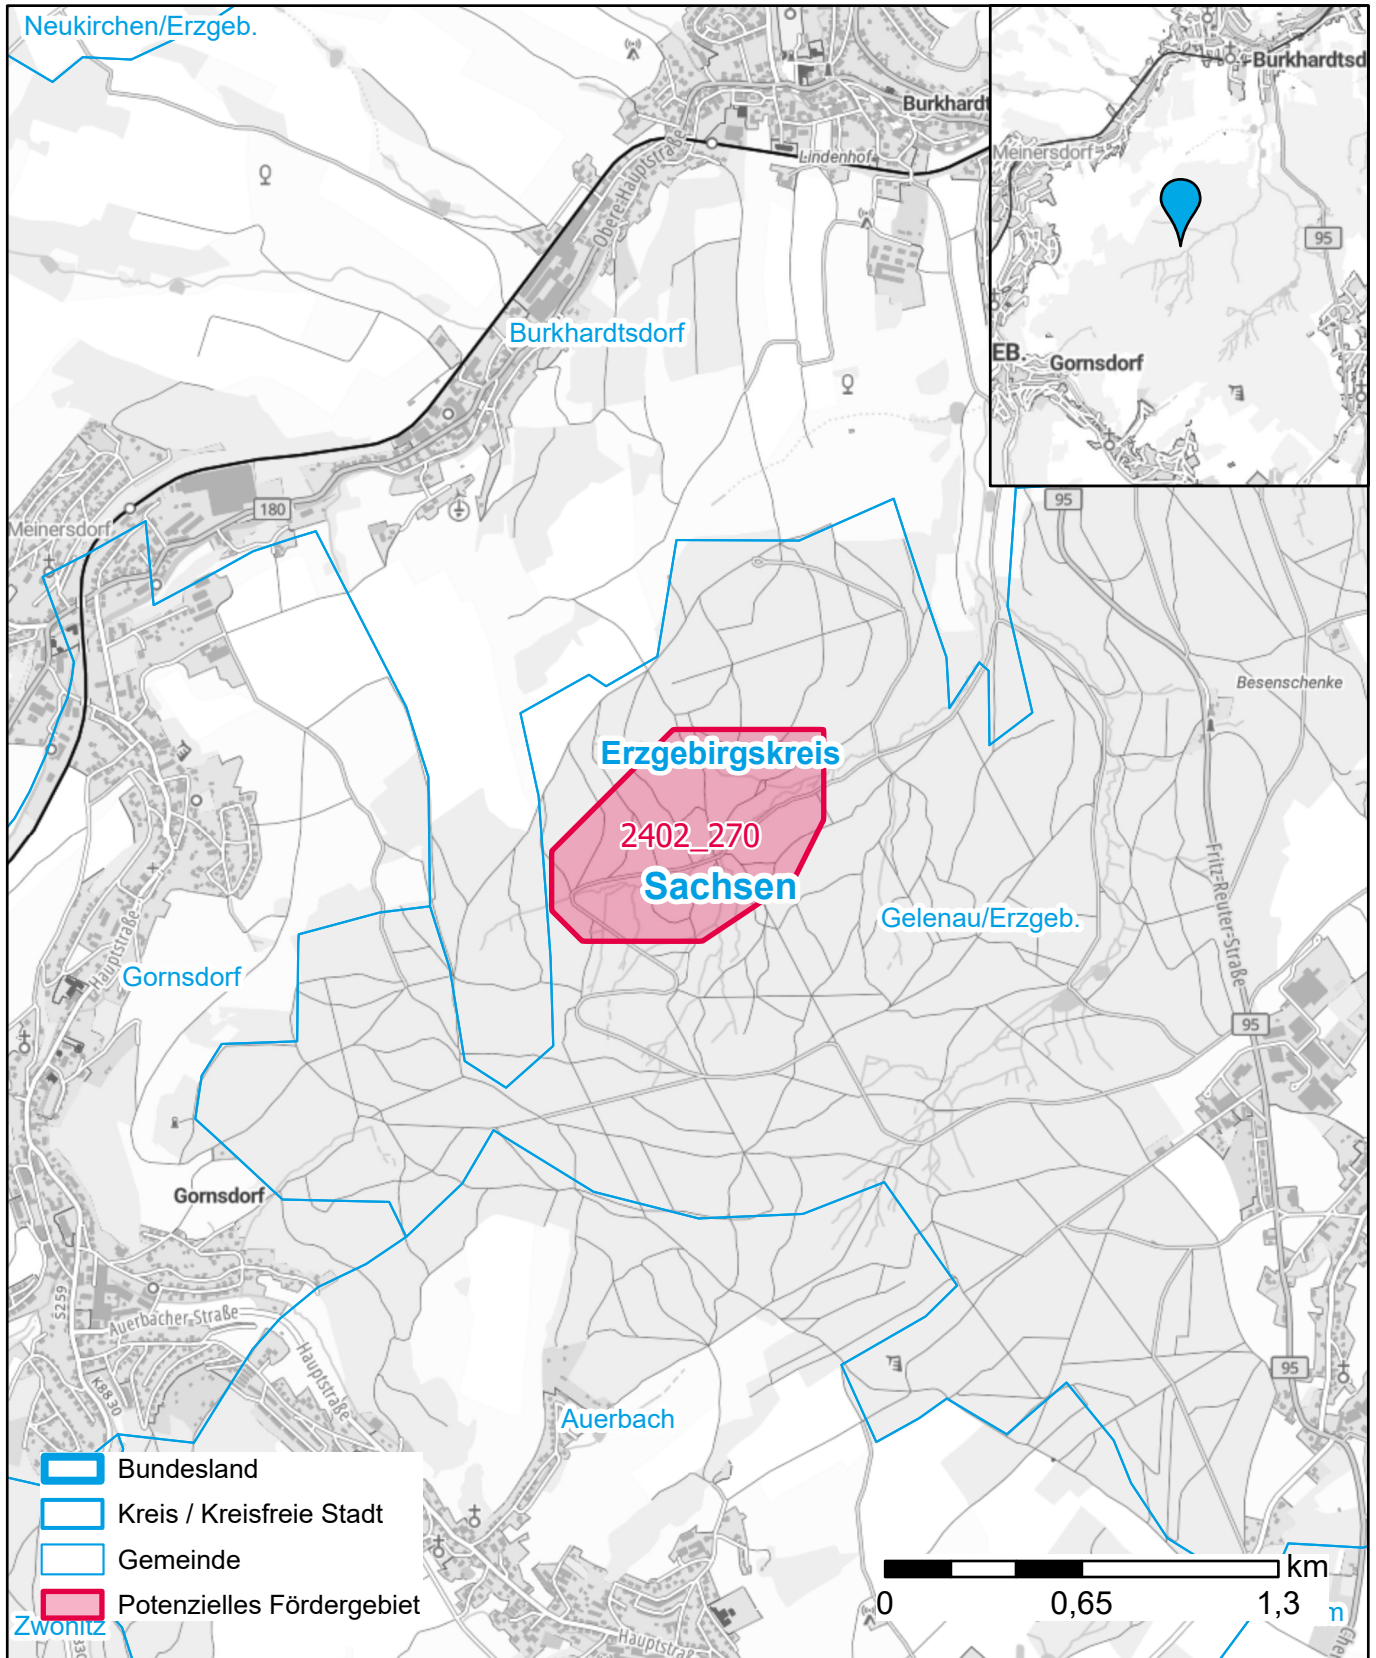 Neukirchen/Erzgeb.
Burkhardt
Lindenhof
Obere-Hauptstraße
Burkhardtsdorf
Burkhardtsd
Meinersdorf
95
EB.
Gornsdorf
180
Meinersdorf
95
Besenschenke
Erzgebirgskreis
2402_270
Sachsen
Gelenau/Erzgeb.
Fritz-Reuter-Straße
Hauptstraße
Gornsdorf
95
Gornsdorf
S259
Auerbacher-Straße
Hauptstraße
K8830
95
Auerbach
Bundesland
Kreis / Kreisfreie Stadt
Gemeinde
Potenzielles Fördergebiet
Zwönitz
Hauptstraß
km
0 0,65 1,3
m
Che